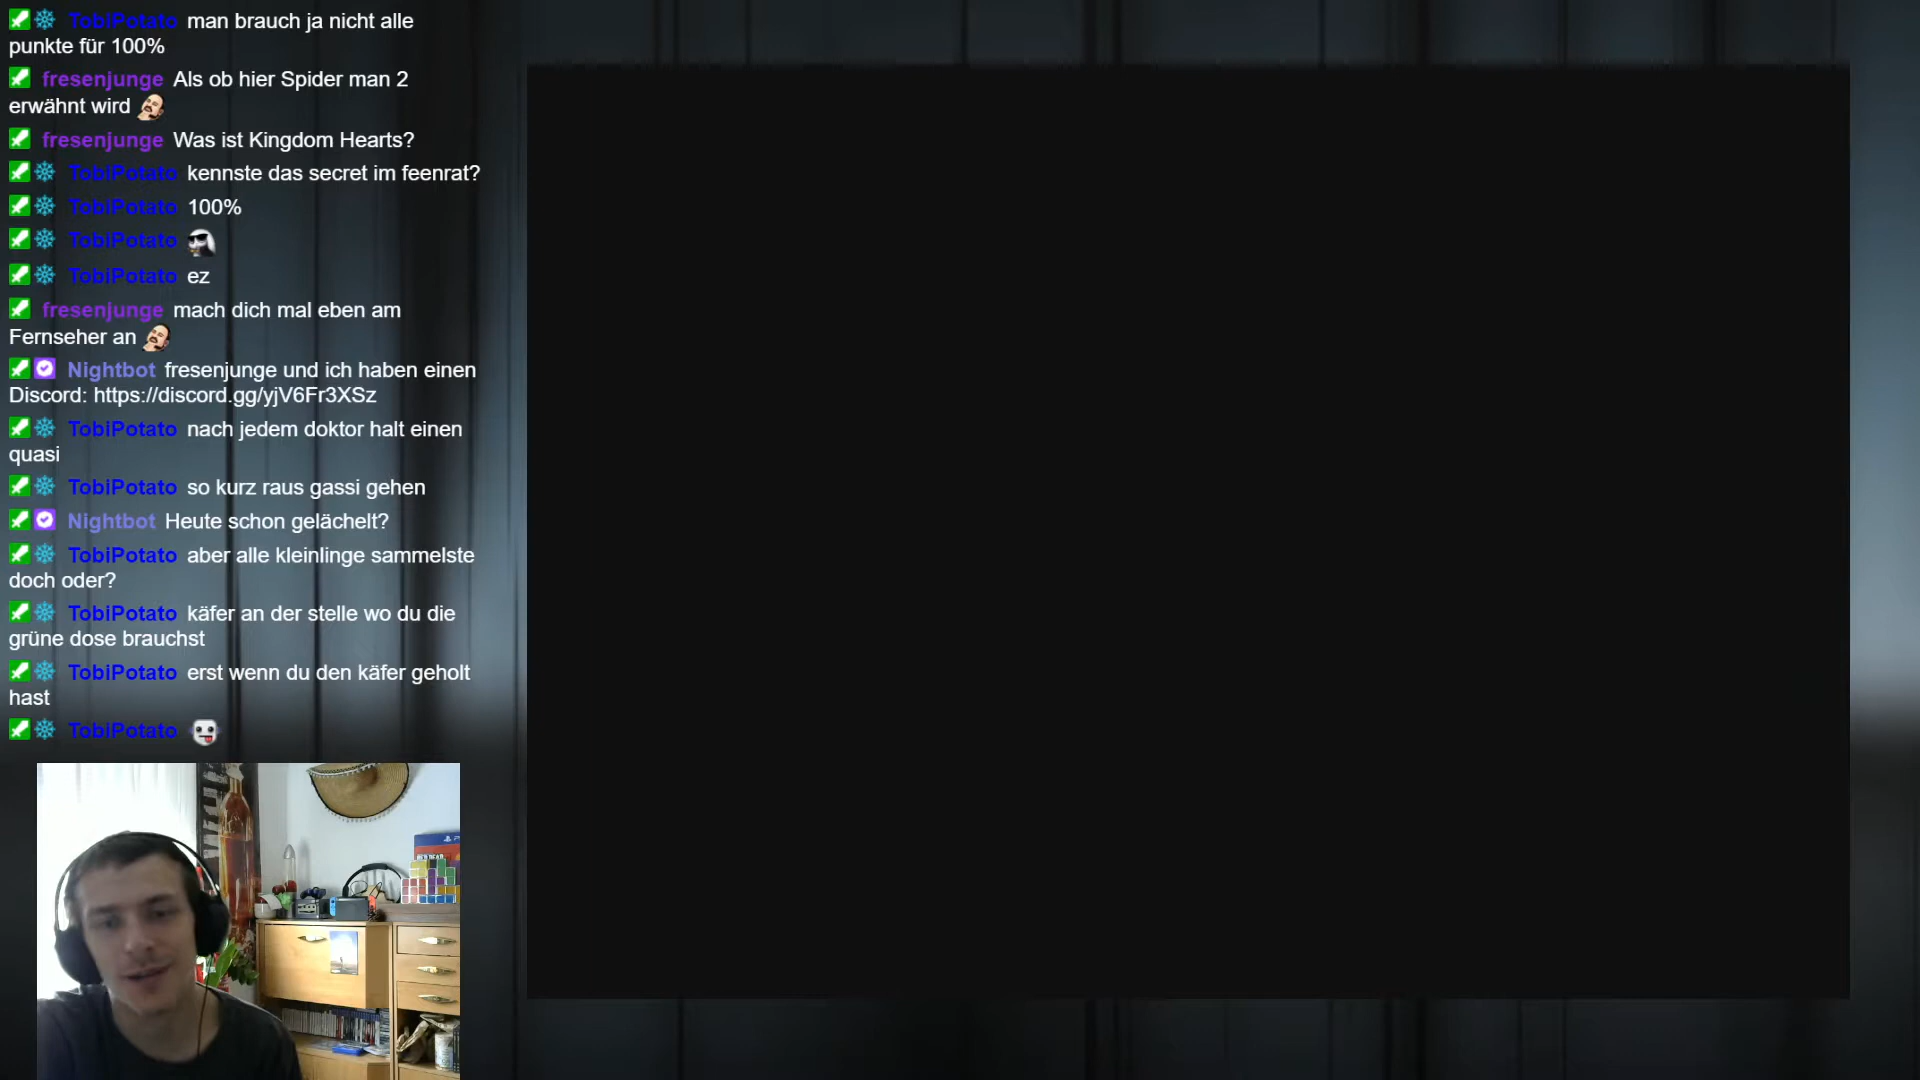 TobiPotato man brauch ja nicht alle
punkte für 100%
fresenjunge Als ob hier Spider man 2
erwähnt wird
fresenjunge Was ist Kingdom Hearts?
TobiPotato kennste das secret im feenrat?
TobiPotato 100%
TobiPotato
TobiPotato ez
fresenjunge mach dich mal eben am
Fernseher an
Nightbot fresenjunge und ich haben einen
Discord: https://discord.gg/yjV6Fr3XSz
TobiPotato nach jedem doktor halt einen
quasi
TobiPotato so kurz raus gassi gehen
Nightbot Heute schon gelächelt?
TobiPotato aber alle kleinlinge sammelste
doch oder?
TobiPotato käfer an der stelle wo du die
grüne dose brauchst
TobiPotato erst wenn du den käfer geholt
hast
TobiPotato